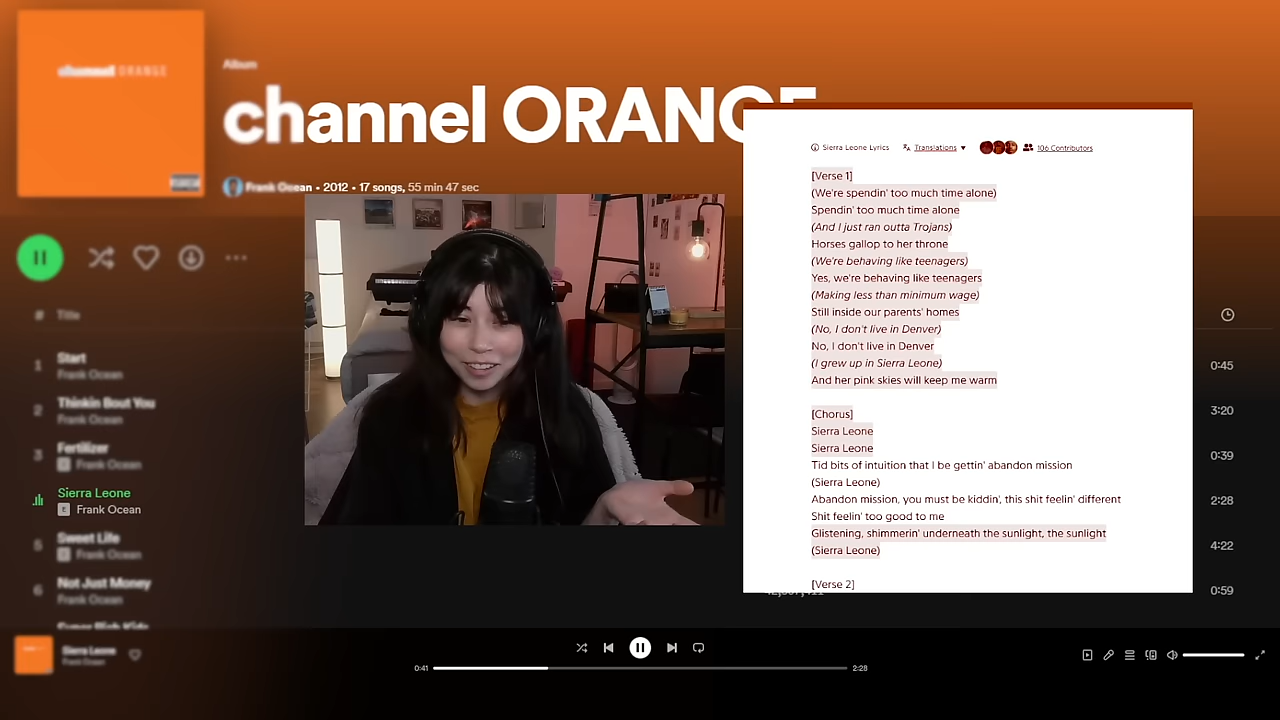 channel ORANGE
Album
channel ORANGE
Frank Ocean • 2012 • 17 songs, 55 min 47 sec
# Title
1 Start 0:45
Frank Ocean
2 Thinkin Bout You 3:20
Frank Ocean
3 Fertilizer 0:39
E Frank Ocean
Sierra Leone 2:28
E Frank Ocean
5 Sweet Life 4:22
E Frank Ocean
6 Not Just Money 0:59
Frank Ocean
Super Rich Kids
Sierra Leone Lyrics
Translations
106 Contributors
[Verse 1]
(We're spendin' too much time alone)
Spendin' too much time alone
(And I just ran outta Trojans)
Horses gallop to her throne
(We're behaving like teenagers)
Yes, we're behaving like teenagers
(Making less than minimum wage)
Still inside our parents' homes
(No, I don't live in Denver)
No, I don't live in Denver
(I grew up in Sierra Leone)
And her pink skies will keep me warm
[Chorus]
Sierra Leone
Sierra Leone
Tid bits of intuition that I be gettin' abandon mission
(Sierra Leone)
Abandon mission, you must be kiddin', this shit feelin' different
Shit feelin' too good to me
Glistening, shimmerin' underneath the sunlight, the sunlight
(Sierra Leone)
[Verse 2]
Sierra Leone
Frank Ocean
0:41
2:28